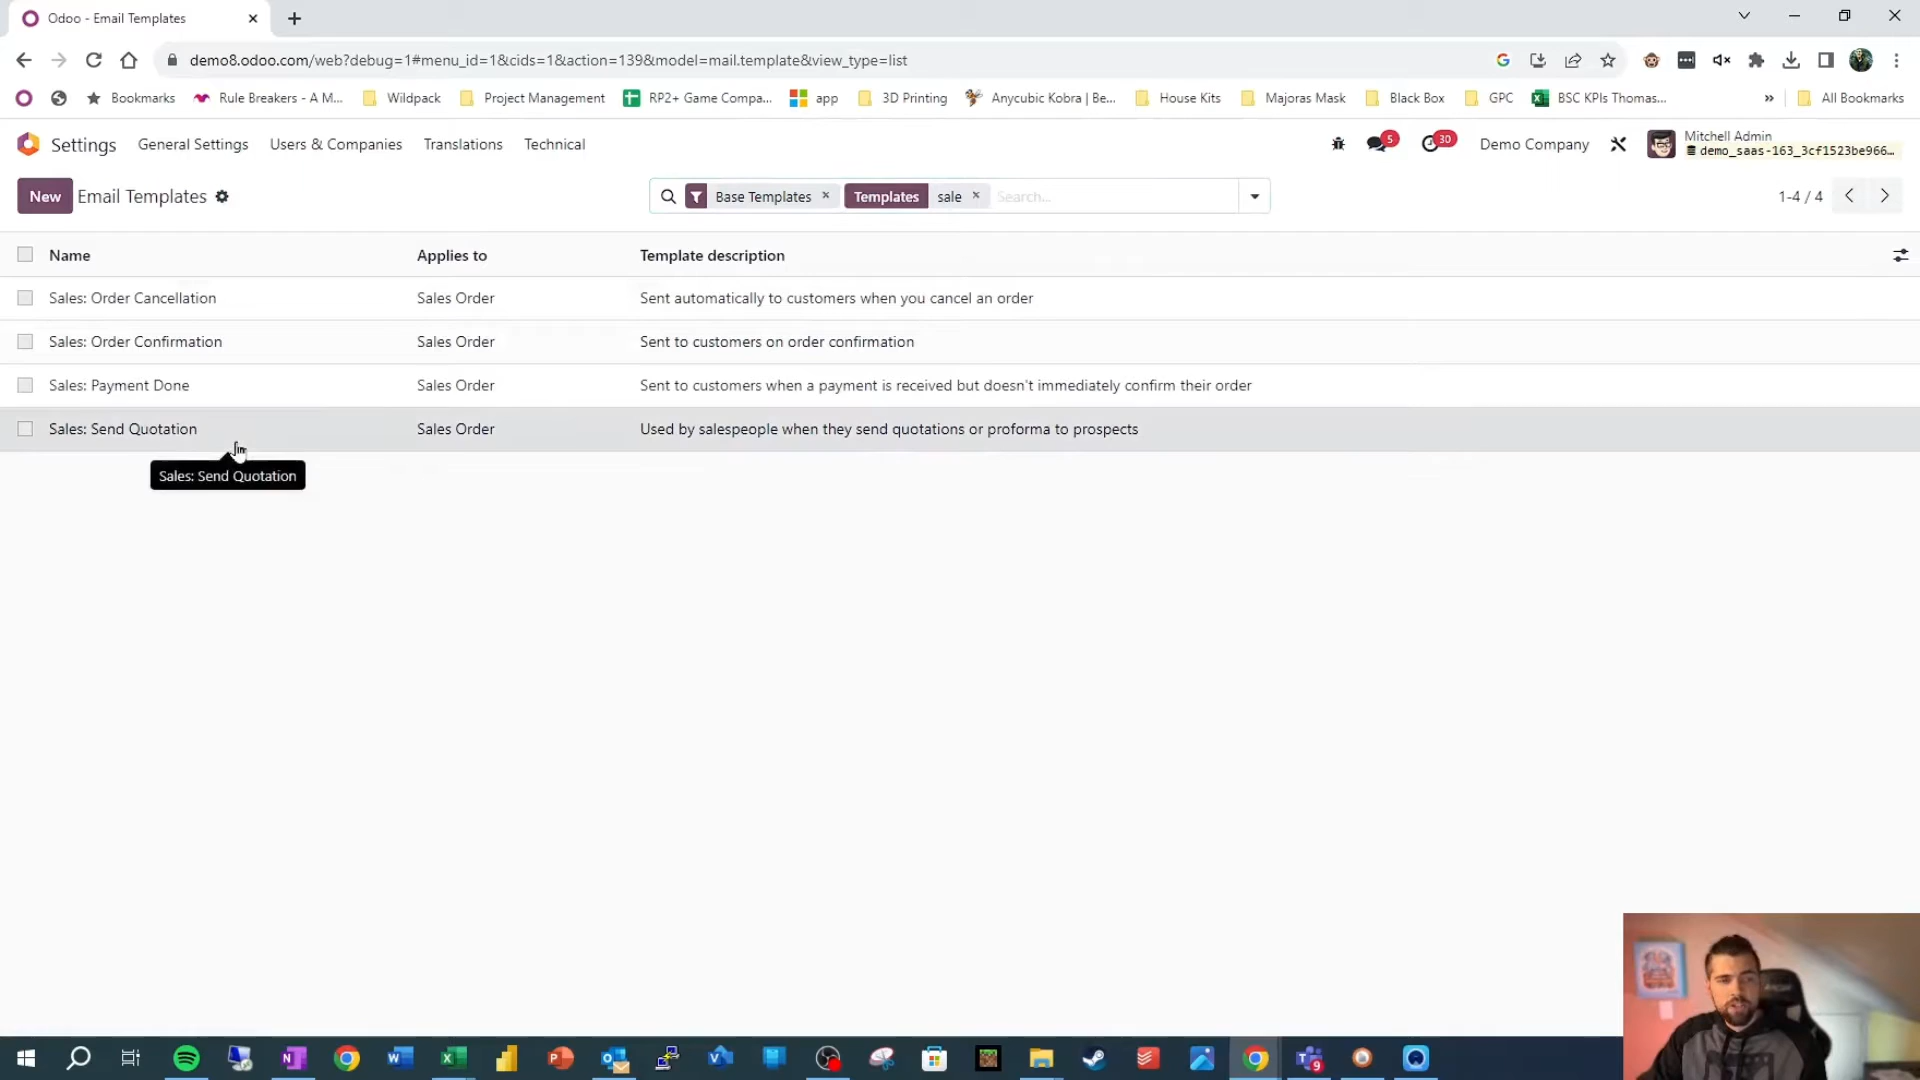 Odoo - Email Templates
demo8.odoo.com/web?debug=1#menu_id=1&cids=1&action=139&model=mail.template&view_type=list
Bookmarks
Rule Breakers - A M...
Wildpack
Project Management
RP2+ Game Compa...
app
3D Printing
Anycubic Kobra | Be...
House Kits
Majoras Mask
Black Box
GPC
BSC KPIs Thomas...
All Bookmarks
Settings General Settings Users & Companies Translations Technical
5
30
Demo Company
Mitchell Admin
demo_saas-163_3cf1523be966...
New Email Templates
Base Templates
Templates sale
Search...
1-4 / 4
Name Applies to Template description
Sales: Order Cancellation Sales Order Sent automatically to customers when you cancel an order
Sales: Order Confirmation Sales Order Sent to customers on order confirmation
Sales: Payment Done Sales Order Sent to customers when a payment is received but doesn't immediately confirm their order
Sales: Send Quotation Sales Order Used by salespeople when they send quotations or proforma to prospects
Sales: Send Quotation
9